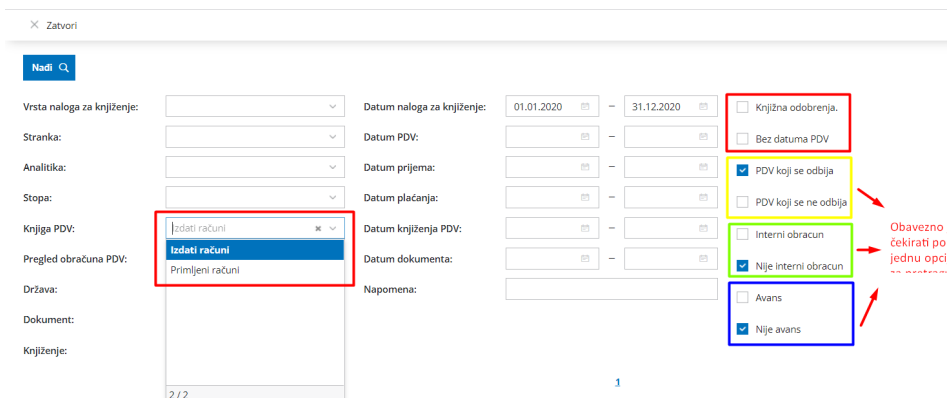 Zatvori
Nađi
Vrsta naloga za knjiženje:
Datum naloga za knjiženje:
01.01.2020 – 31.12.2020
Knjižna odobrenja.
Stranka:
Datum PDV:
–
Bez datuma PDV
Analitika:
Datum prijema:
–
PDV koji se odbija
Stopa:
Datum plaćanja:
–
PDV koji se ne odbija
Knjiga PDV:
Izdati računi
Datum knjiženja PDV:
–
Interni obracun
Izdati računi
Primljeni računi
Pregled obračuna PDV:
Datum dokumenta:
–
Nije interni obracun
Obavezno
čekirati po
jednu opci
za pretrag
Država:
Napomena:
Avans
Dokument:
Nije avans
Knjiženje:
1
2 / 2